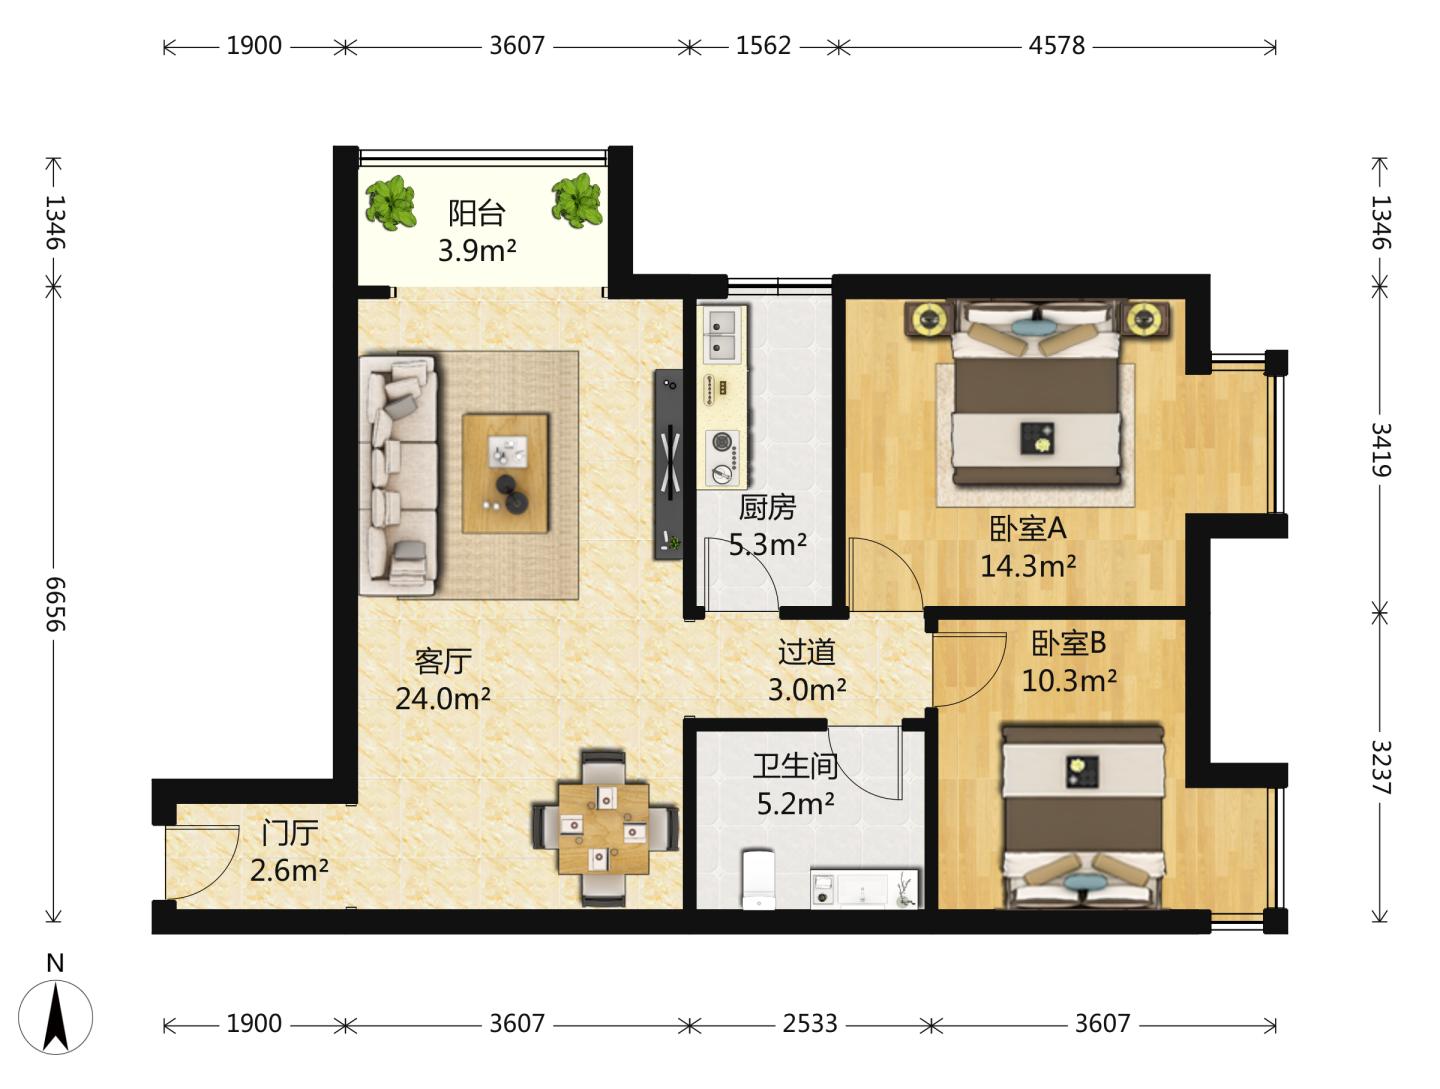 1900
3607
1562
4578
1346
6656
1346
3419
3237
阳台
3.9m²
厨房
5.3m²
卧室A
14.3m²
客厅
24.0m²
过道
3.0m²
卧室B
10.3m²
卫生间
5.2m²
门厅
2.6m²
N
1900
3607
2533
3607